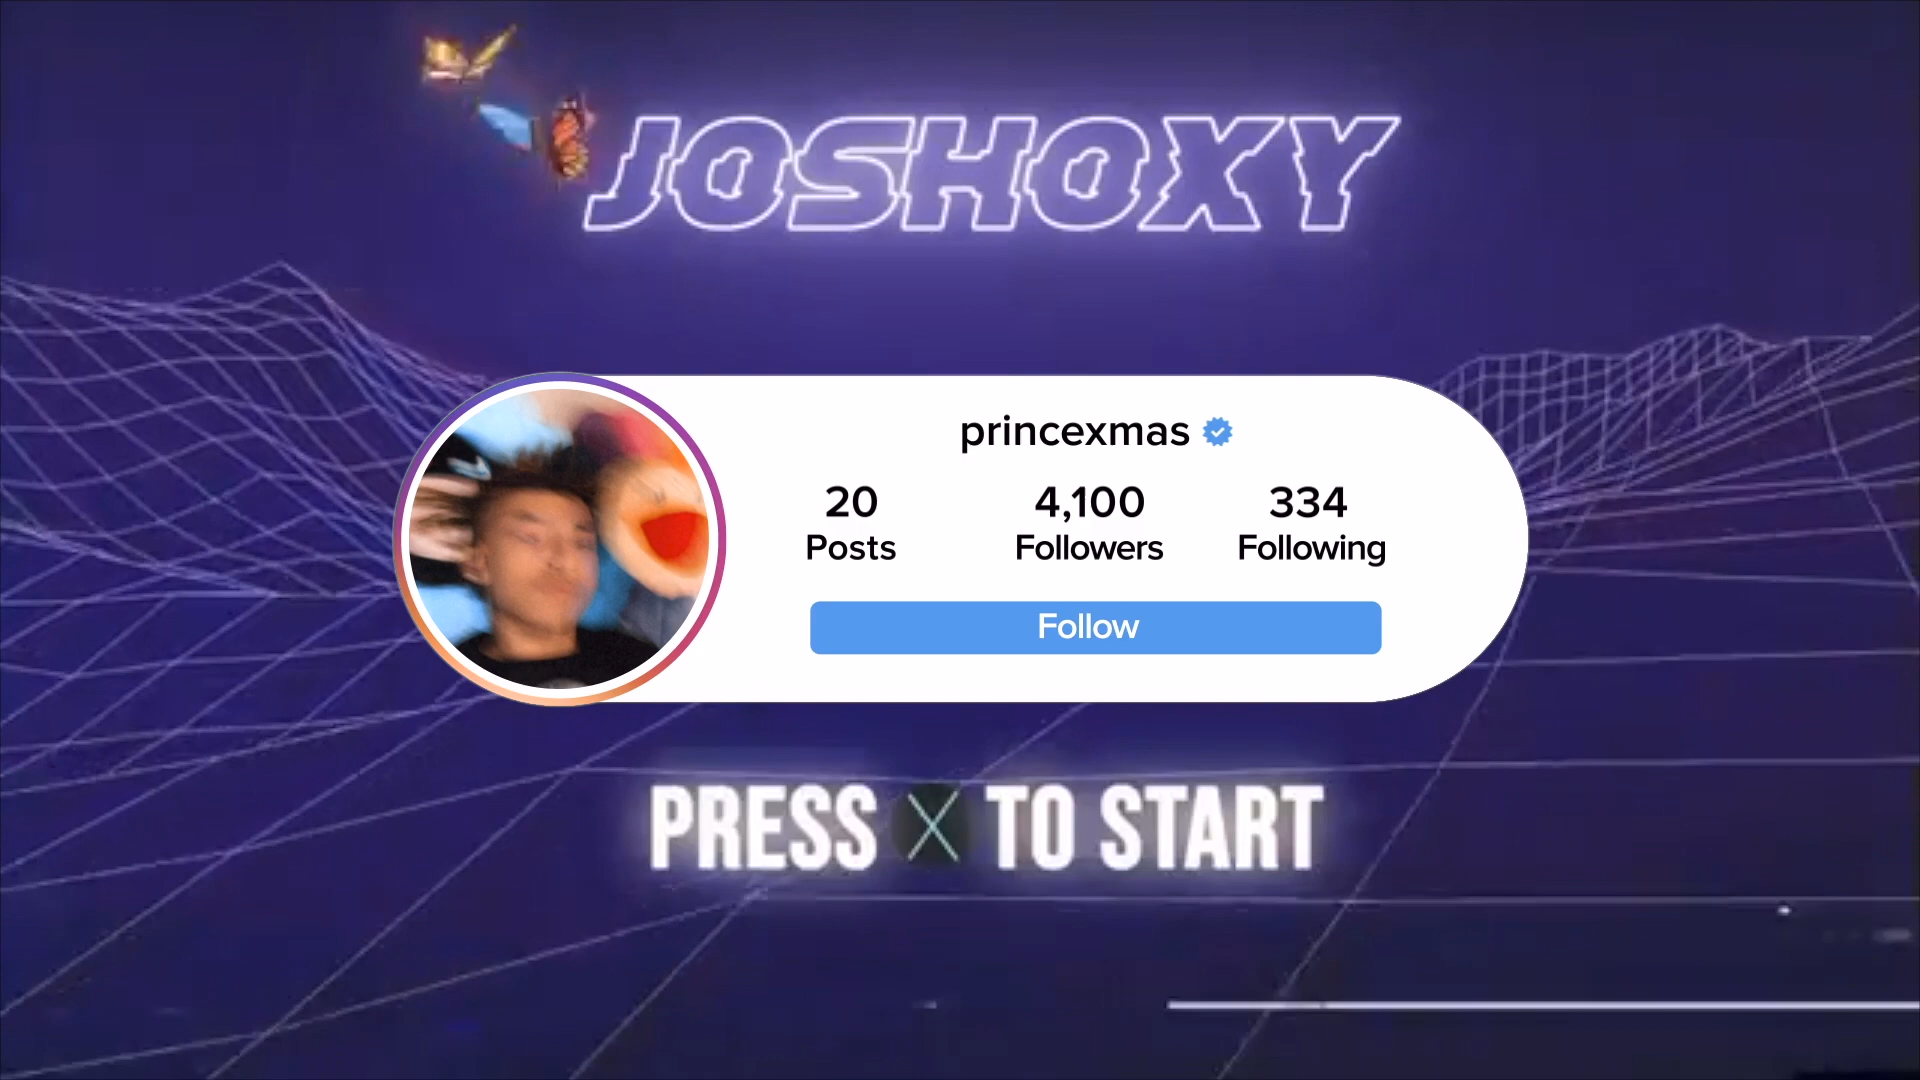 JOSHOXY
princexmas
20 4,100 334
Posts Followers Following
Follow
PRESS X TO START